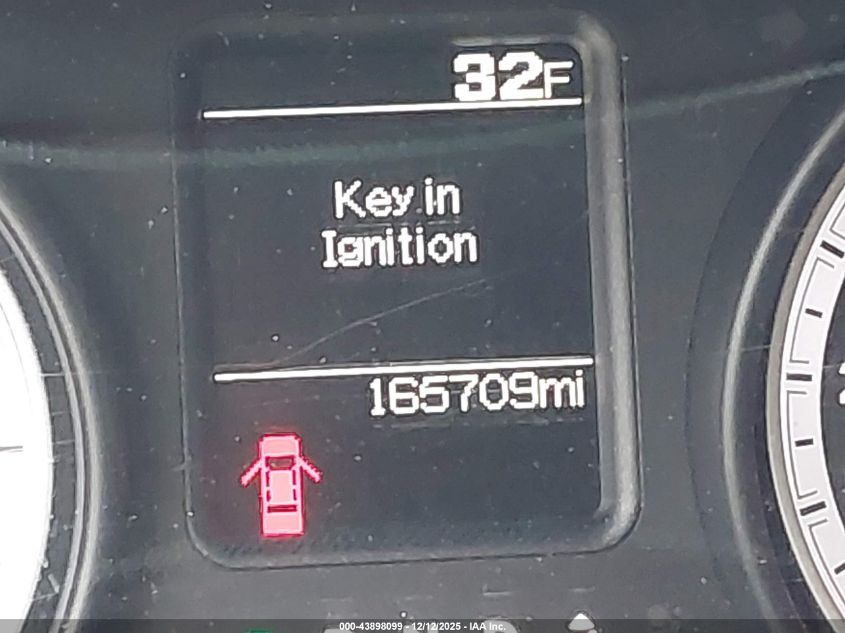 32F
Key in
Ignition
165709mi
000-43898099 - 12/12/2025 - IAA Inc.